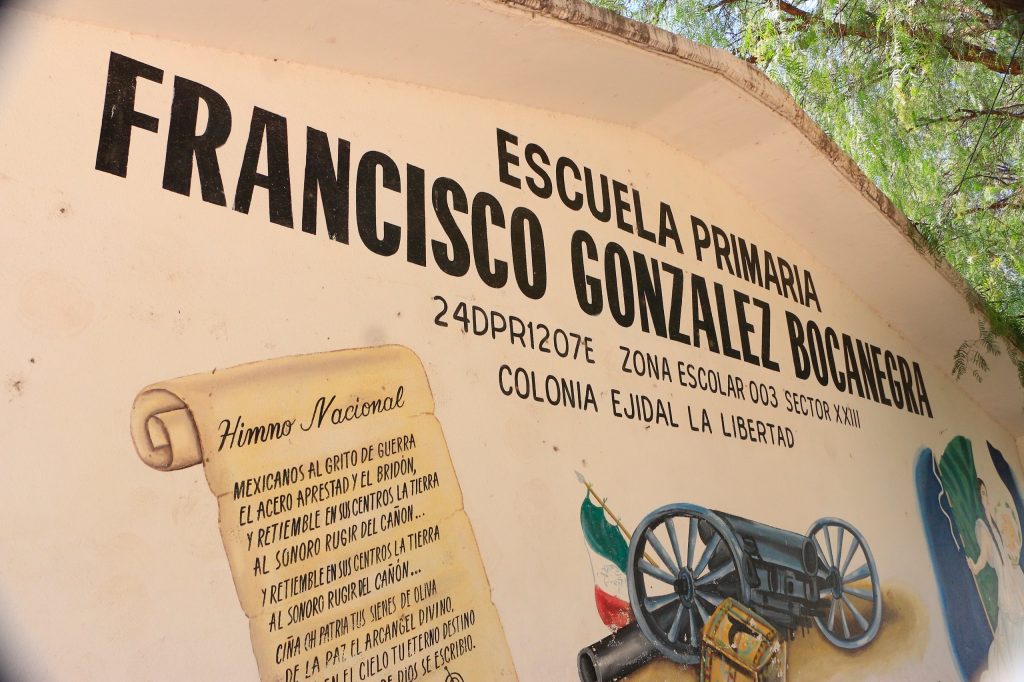 ESCUELA PRIMARIA
FRANCISCO GONZALEZ BOCANEGRA
24DPR1207E ZONA ESCOLAR 003 SECTOR XXIII
COLONIA EJIDAL LA LIBERTAD
Himno Nacional
MEXICANOS AL GRITO DE GUERRA
EL ACERO APRESTAD Y EL BRIDÓN,
Y RETIEMBLE EN SUS CENTROS LA TIERRA
AL SONORO RUGIR DEL CAÑON...
Y RETIEMBLE EN SUS CENTROS LA TIERRA
AL SONORO RUGIR DEL CAÑÓN...
CIÑA OH PATRIA TUS SIENES DE OLIVA
DE LA PAZ EL ARCANGEL DIVINO,
EN EL CIELO TU ETERNO DESTINO
DE DIOS SE ESCRIBIO.